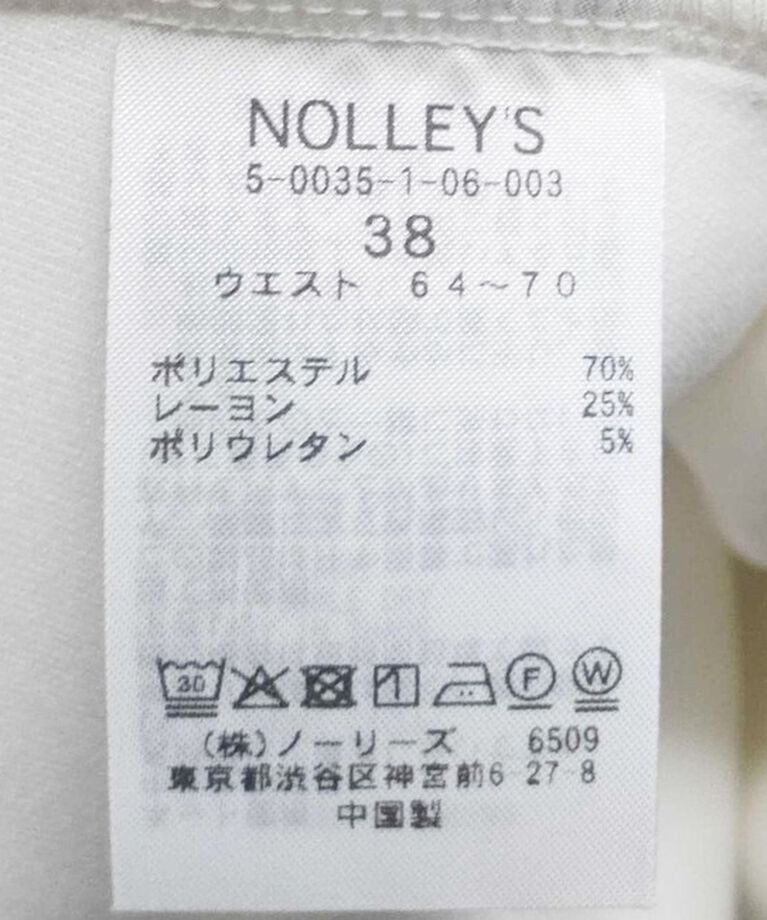 NOLLEY'S
5-0035-1-06-003
38
ウエスト 64～70
ポリエステル 70%
レーヨン 25%
ポリウレタン 5%
30 F W
(株)ノーリーズ 6509
東京都渋谷区神宮前6-27-8
中国製